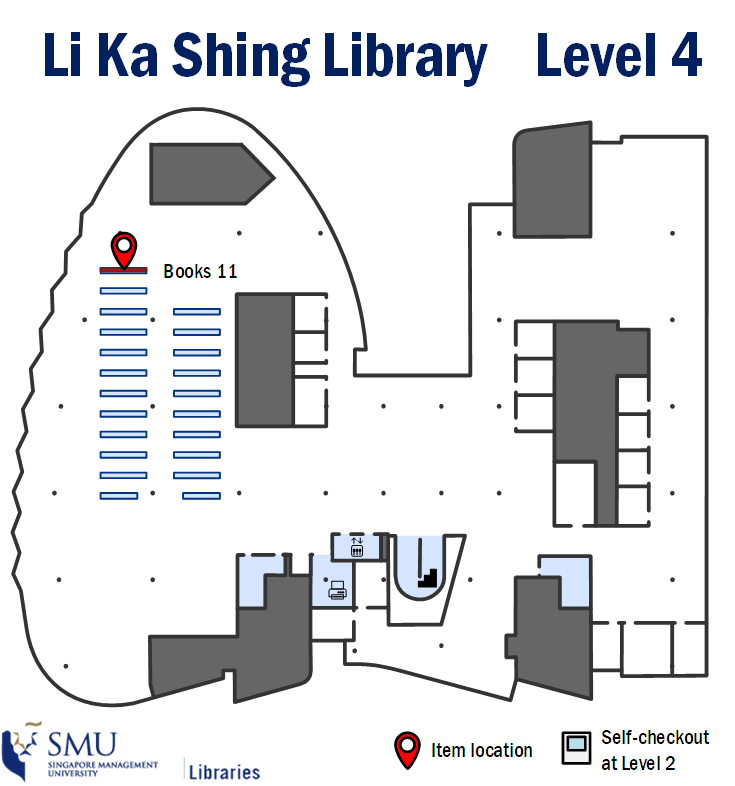 Li Ka Shing Library Level 4
Books 11
SMU
SINGAPORE MANAGEMENT
UNIVERSITY
Libraries
Item location
Self-checkout
at Level 2